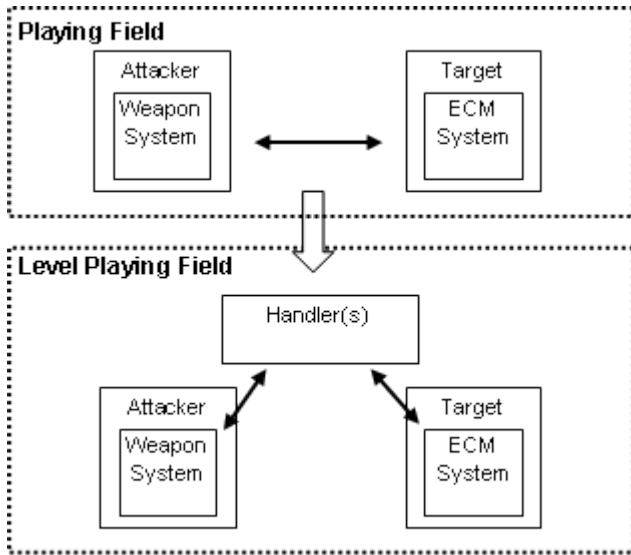 Playing Field
Attacker
Weapon
System
Target
ECM
System
Level Playing Field
Handler(s)
Attacker
Weapon
System
Target
ECM
System